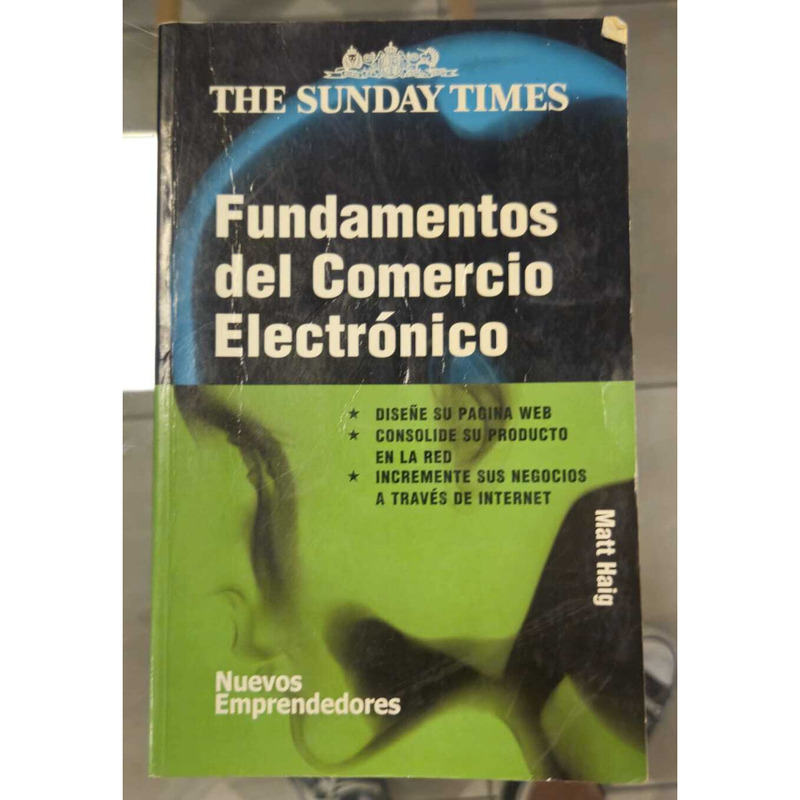 THE SUNDAY TIMES
Fundamentos
del Comercio
Electrónico
★ DISEÑE SU PAGINA WEB
★ CONSOLIDE SU PRODUCTO
EN LA RED
★ INCREMENTE SUS NEGOCIOS
A TRAVÉS DE INTERNET
Matt Haig
Nuevos
Emprendedores